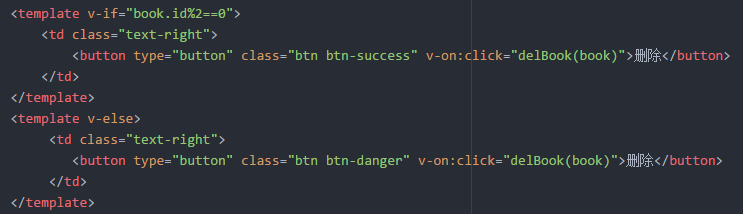 <template v-if="book.id%2==0">
<td class="text-right">
<button type="button" class="btn btn-success" v-on:click="delBook(book)">删除</button>
</td>
</template>
<template v-else>
<td class="text-right">
<button type="button" class="btn btn-danger" v-on:click="delBook(book)">删除</button>
</td>
</template>